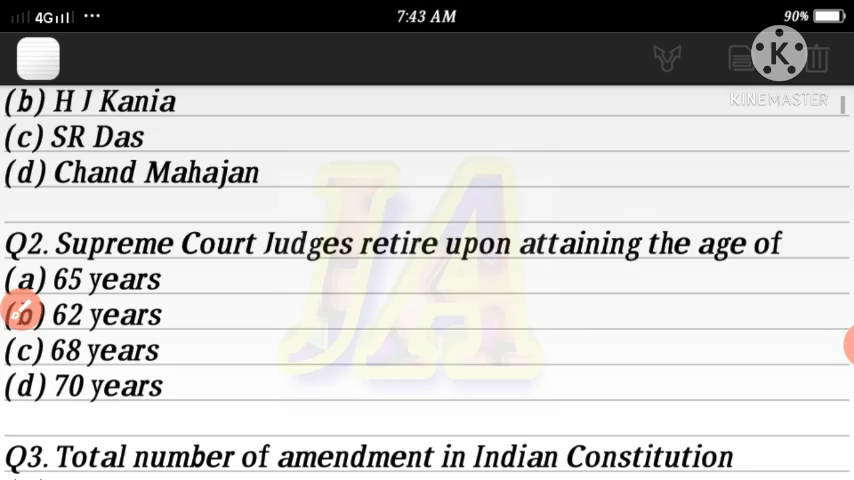 4G ... 7:43 AM 90%
K
KINEMASTER
(b) H J Kania
(c) SR Das
(d) Chand Mahajan
JA
Q2. Supreme Court Judges retire upon attaining the age of
(a) 65 years
(b) 62 years
(c) 68 years
(d) 70 years
Q3. Total number of amendment in Indian Constitution